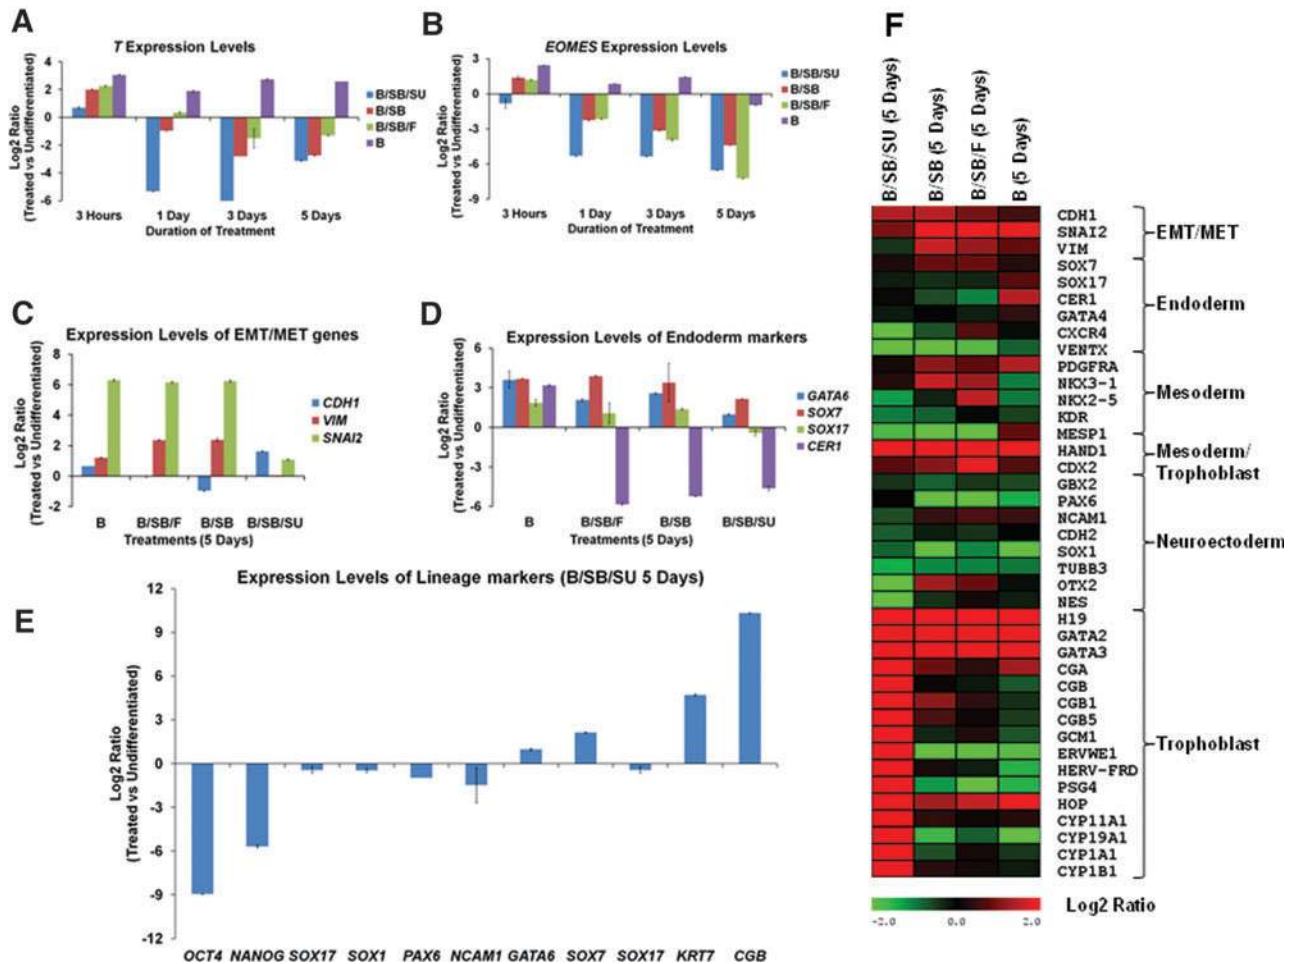 A
T Expression Levels
Log2 Ratio
(Treated vs Undifferentiated)
4
2
0
-2
-4
-6
3 Hours
1 Day
3 Days
5 Days
Duration of Treatment
B/SB/SU
B/SB
B/SB/F
B
B
EOMES Expression Levels
Log2 Ratio
(Treated vs Undifferentiated)
3
0
-3
-6
-9
3 Hours
1 Day
3 Days
5 Days
Duration of Treatment
B/SB/SU
B/SB
B/SB/F
B
C
Expression Levels of EMT/MET genes
Log2 Ratio
(Treated vs Undifferentiated)
8
6
4
2
0
-2
B
B/SB/F
B/SB
B/SB/SU
Treatments (5 Days)
CDH1
VIM
SNAI2
D
Expression Levels of Endoderm markers
Log2 Ratio
(Treated vs Undifferentiated)
6
3
0
-3
-6
B
B/SB/F
B/SB
B/SB/SU
Treatments (5 Days)
GATA6
SOX7
SOX17
CER1
E
Expression Levels of Lineage markers (B/SB/SU 5 Days)
Log2 Ratio
(Treated vs Undifferentiated)
12
9
6
3
0
-3
-6
-9
-12
OCT4
NANOG
SOX17
SOX1
PAX6
NCAM1
GATA6
SOX7
SOX17
KRT7
CGB
F
B/SB/SU (5 Days)
B/SB (5 Days)
B/SB/F (5 Days)
B (5 Days)
CDH1
SNAI2
VIM
SOX7
SOX17
CER1
GATA4
CXCR4
VENTX
PDGFRA
NKX3-1
NKX2-5
KDR
MESP1
HAND1
CDX2
GBX2
PAX6
NCAM1
CDH2
SOX1
TUBB3
OTX2
NES
H19
GATA2
GATA3
CGA
CGB
CGB1
CGB5
GCM1
ERVWE1
HERV-FRD
PSG4
HOP
CYP11A1
CYP19A1
CYP1A1
CYP1B1
EMT/MET
Endoderm
Mesoderm
Mesoderm/
Trophoblast
Neuroectoderm
Trophoblast
-2.0
0.0
2.0
Log2 Ratio